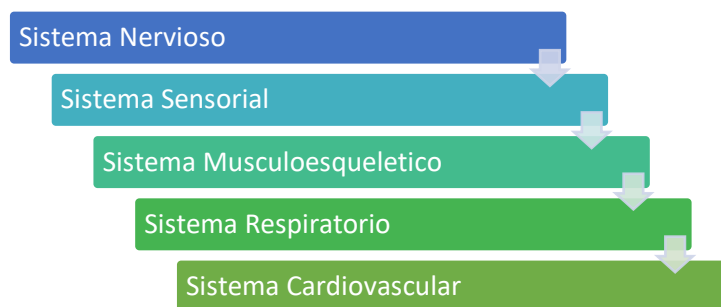 Sistema Nervioso
Sistema Sensorial
Sistema Musculoesqueletico
Sistema Respiratorio
Sistema Cardiovascular